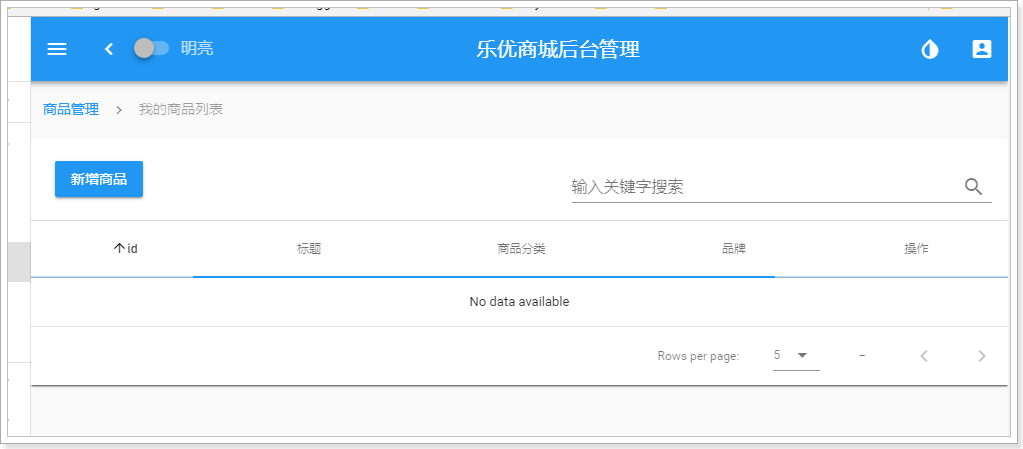 明亮
乐优商城后台管理
商品管理 > 我的商品列表
新增商品
输入关键字搜索
id 标题 商品分类 品牌 操作
No data available
Rows per page: 5 –